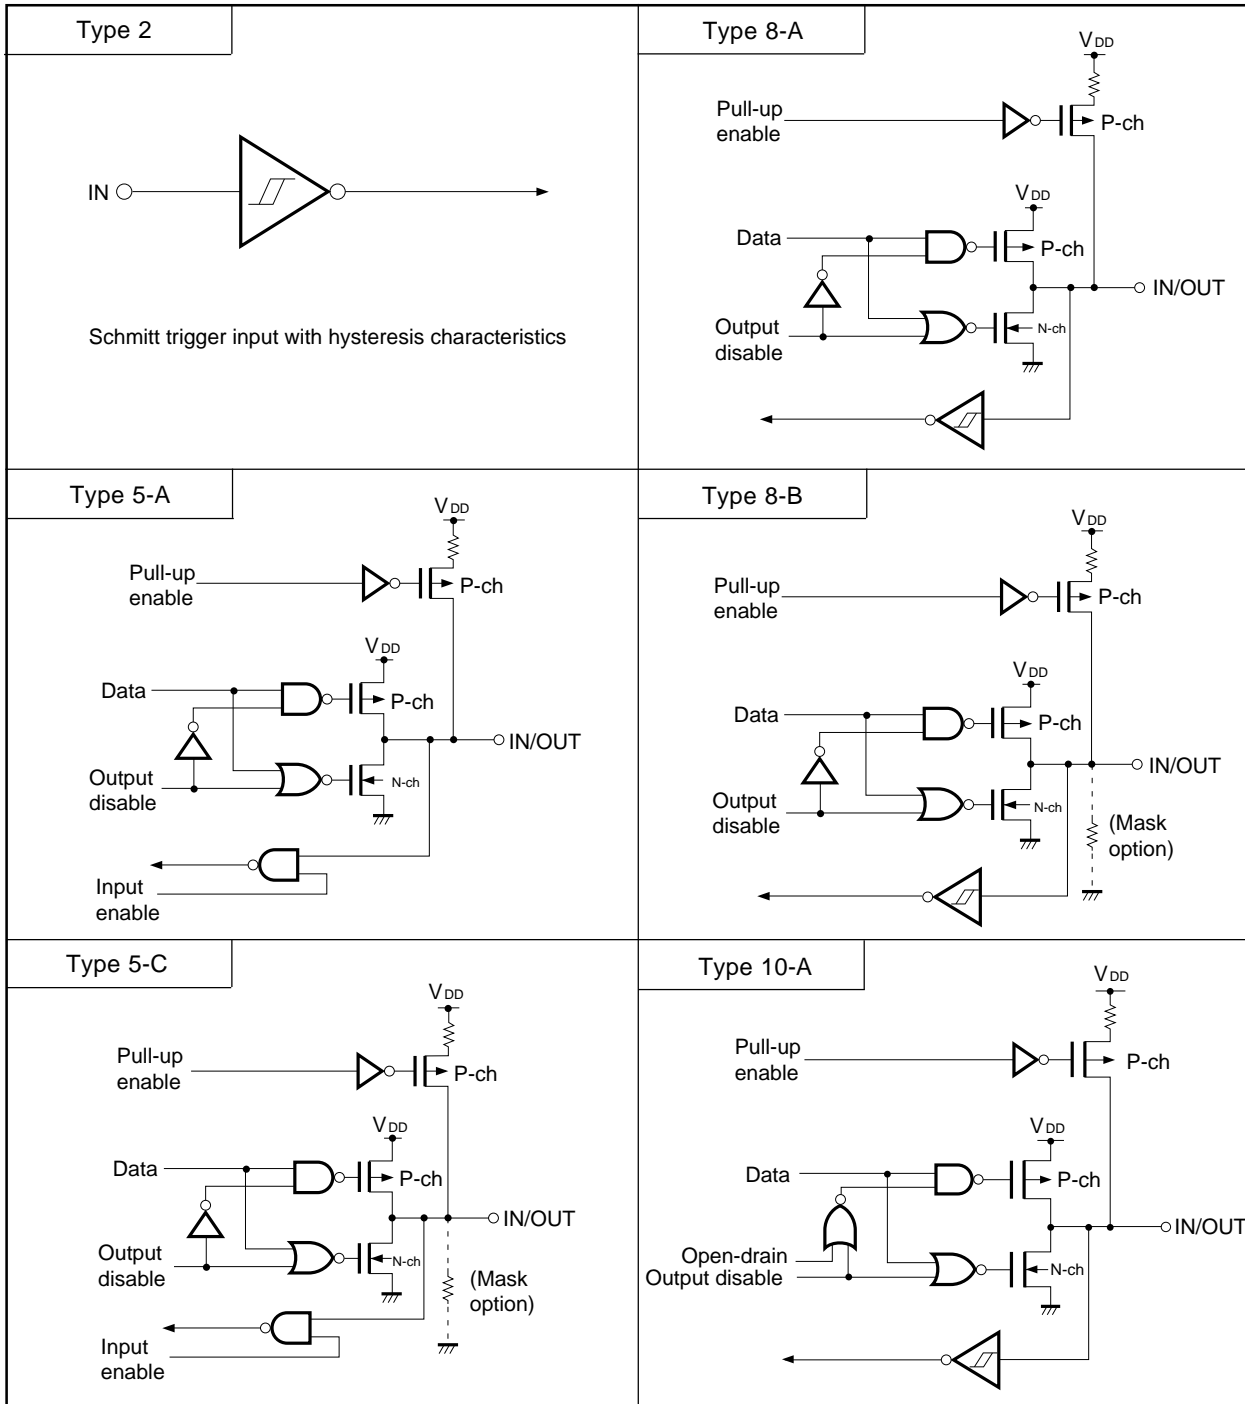 Type 2
IN
Schmitt trigger input with hysteresis characteristics
Type 8-A
VDD
Pull-up
enable
P-ch
VDD
Data
P-ch
IN/OUT
Output
disable
N-ch
Type 5-A
VDD
Pull-up
enable
P-ch
VDD
Data
P-ch
IN/OUT
Output
disable
N-ch
Input
enable
Type 8-B
VDD
Pull-up
enable
P-ch
VDD
Data
P-ch
IN/OUT
Output
disable
N-ch
(Mask
option)
Type 5-C
VDD
Pull-up
enable
P-ch
VDD
Data
P-ch
IN/OUT
Output
disable
N-ch
(Mask
option)
Input
enable
Type 10-A
VDD
Pull-up
enable
P-ch
VDD
Data
P-ch
IN/OUT
Open-drain
Output disable
N-ch